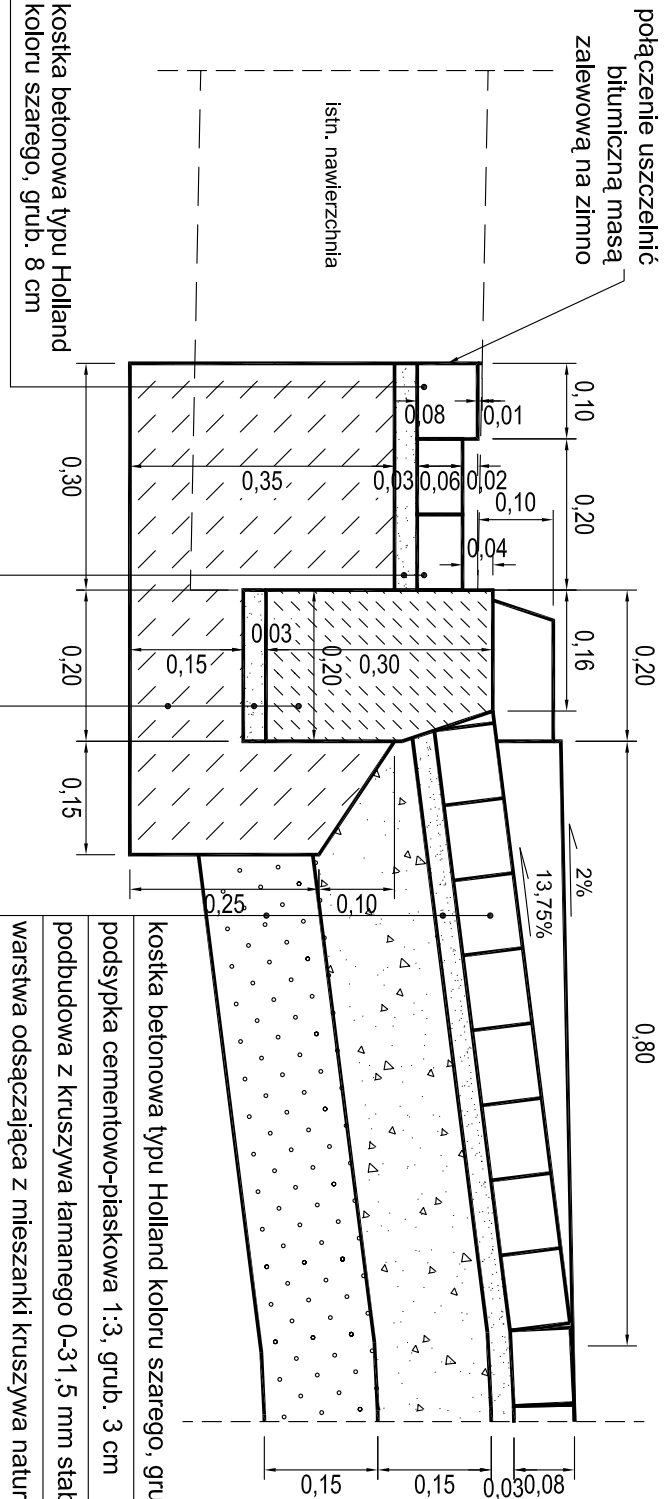 połączenie uszczelnić
bitumiczną masą
zalewową na zimno
istn. nawierzchnia
kostka betonowa typu Holland
koloru szarego, grub. 8 cm
0,10
0,20
0,16
0,20
0,80
0,01
0,02
0,10
0,04
0,08
0,06
0,03
0,35
0,03
0,20
0,30
0,15
2%
13,75%
0,30
0,20
0,15
0,25
0,10
kostka betonowa typu Holland koloru szarego, gru
podsypka cementowo-piaskowa 1:3, grub. 3 cm
podbudowa z kruszywa łamanego 0-31,5 mm stab
warstwa odsączająca z mieszanki kruszywa natur
0,15
0,15
0,03
0,08